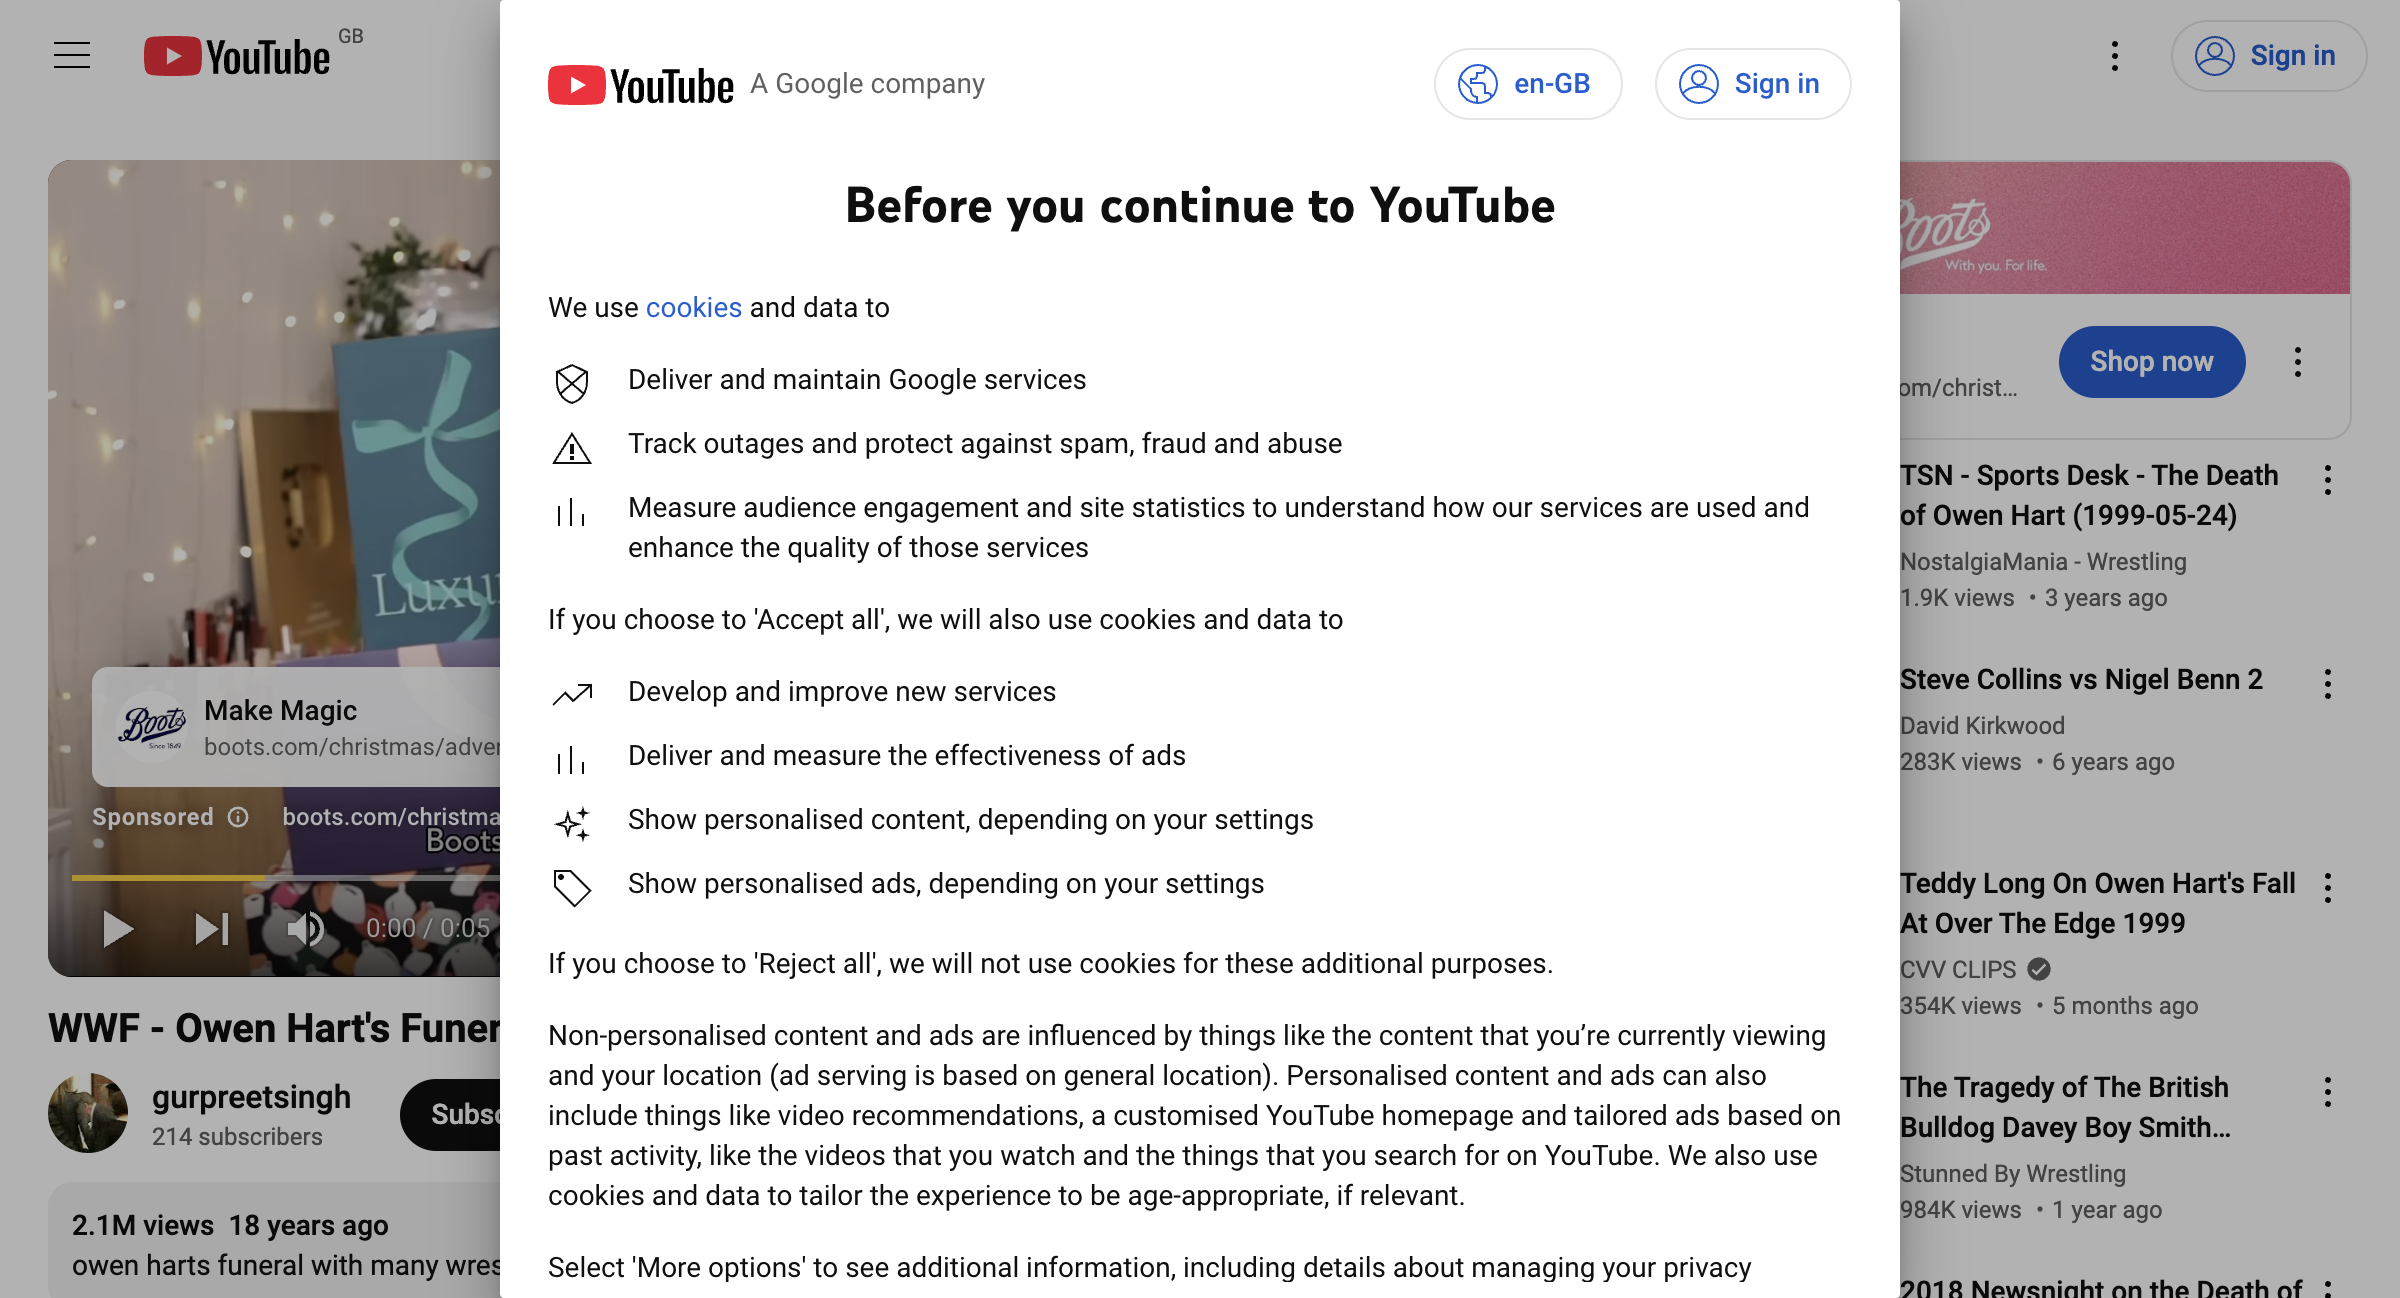 YouTube GB
Sign in
YouTube A Google company
en-GB
Sign in
Before you continue to YouTube
We use cookies and data to
Deliver and maintain Google services
Track outages and protect against spam, fraud and abuse
Measure audience engagement and site statistics to understand how our services are used and
enhance the quality of those services
If you choose to 'Accept all', we will also use cookies and data to
Develop and improve new services
Deliver and measure the effectiveness of ads
Show personalised content, depending on your settings
Show personalised ads, depending on your settings
If you choose to 'Reject all', we will not use cookies for these additional purposes.
Non-personalised content and ads are influenced by things like the content that you’re currently viewing
and your location (ad serving is based on general location). Personalised content and ads can also
include things like video recommendations, a customised YouTube homepage and tailored ads based on
past activity, like the videos that you watch and the things that you search for on YouTube. We also use
cookies and data to tailor the experience to be age-appropriate, if relevant.
Select 'More options' to see additional information, including details about managing your privacy
Boots
Since 1849
Make Magic
boots.com/christmas/adver
Sponsored
boots.com/christma
Boots
0:00 / 0:05
WWF - Owen Hart's Funer
gurpreetsingh
214 subscribers
Subsc
2.1M views 18 years ago
owen harts funeral with many wres
Boots
With you. For life.
om/christ...
Shop now
TSN - Sports Desk - The Death
of Owen Hart (1999-05-24)
NostalgiaMania - Wrestling
1.9K views • 3 years ago
Steve Collins vs Nigel Benn 2
David Kirkwood
283K views • 6 years ago
Teddy Long On Owen Hart's Fall
At Over The Edge 1999
CVV CLIPS
354K views • 5 months ago
The Tragedy of The British
Bulldog Davey Boy Smith...
Stunned By Wrestling
984K views • 1 year ago
2018 Newsnight on the Death of